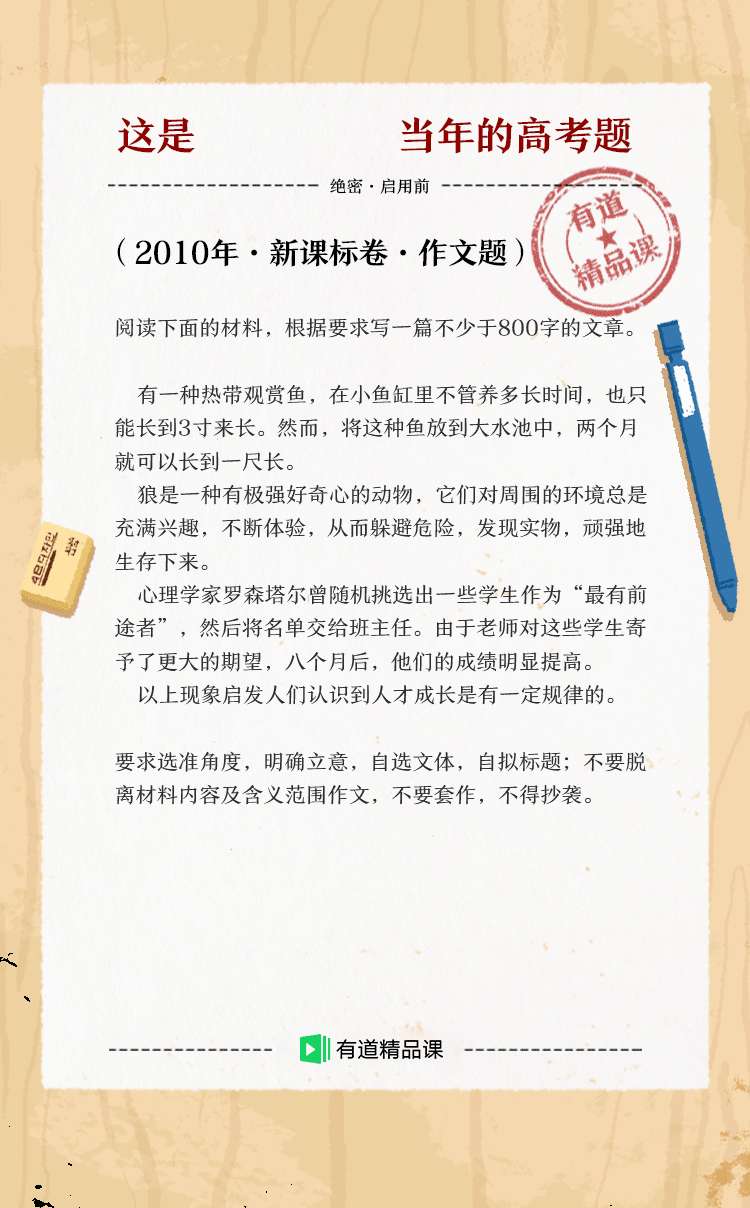 这是 当年的高考题
绝密·启用前
有道
精品课
（2010年·新课标卷·作文题）
阅读下面的材料，根据要求写一篇不少于800字的文章。
有一种热带观赏鱼，在小鱼缸里不管养多长时间，也只
能长到3寸来长。然而，将这种鱼放到大水池中，两个月
就可以长到一尺长。
狼是一种有极强好奇心的动物，它们对周围的环境总是
充满兴趣，不断体验，从而躲避危险，发现实物，顽强地
生存下来。
心理学家罗森塔尔曾随机挑选出一些学生作为“最有前
途者”，然后将名单交给班主任。由于老师对这些学生寄
予了更大的期望，八个月后，他们的成绩明显提高。
以上现象启发人们认识到人才成长是有一定规律的。
要求选准角度，明确立意，自选文体，自拟标题；不要脱
离材料内容及含义范围作文，不要套作，不得抄袭。
有道精品课